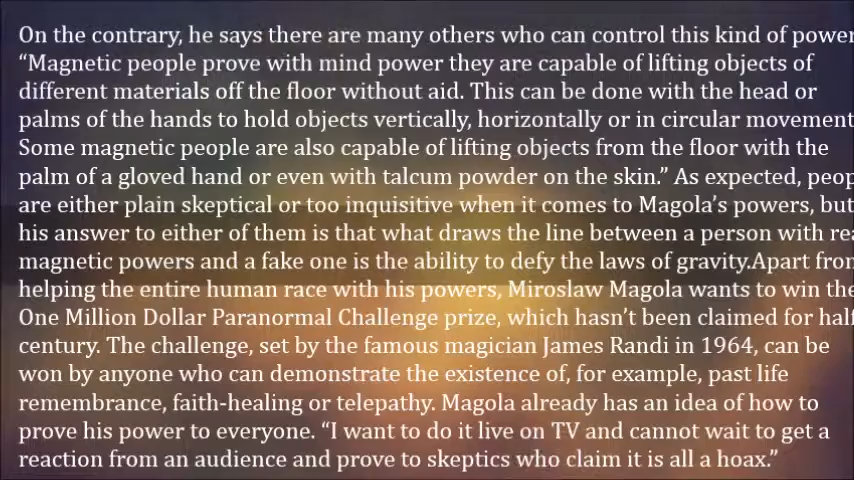 On the contrary, he says there are many others who can control this kind of power
“Magnetic people prove with mind power they are capable of lifting objects of
different materials off the floor without aid. This can be done with the head or
palms of the hands to hold objects vertically, horizontally or in circular movement
Some magnetic people are also capable of lifting objects from the floor with the
palm of a gloved hand or even with talcum powder on the skin.” As expected, peop
are either plain skeptical or too inquisitive when it comes to Magola’s powers, but
his answer to either of them is that what draws the line between a person with rea
magnetic powers and a fake one is the ability to defy the laws of gravity.Apart from
helping the entire human race with his powers, Miroslaw Magola wants to win the
One Million Dollar Paranormal Challenge prize, which hasn’t been claimed for half
century. The challenge, set by the famous magician James Randi in 1964, can be
won by anyone who can demonstrate the existence of, for example, past life
remembrance, faith-healing or telepathy. Magola already has an idea of how to
prove his power to everyone. “I want to do it live on TV and cannot wait to get a
reaction from an audience and prove to skeptics who claim it is all a hoax.”